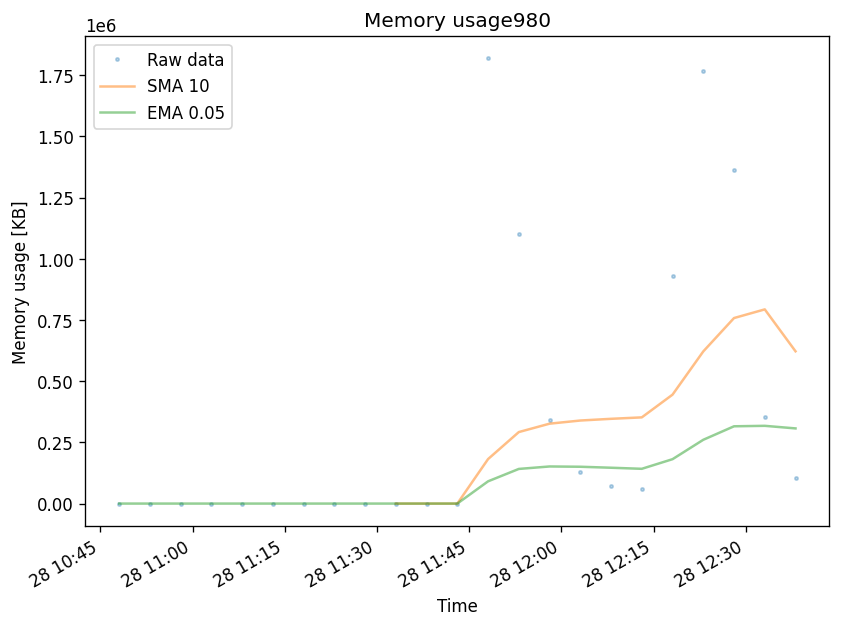 Memory usage980
1e6
Raw data
SMA 10
EMA 0.05
1.75
1.50
1.25
1.00
0.75
0.50
0.25
0.00
Memory usage [KB]
28 10:45
28 11:00
28 11:15
28 11:30
28 11:45
28 12:00
28 12:15
28 12:30
Time